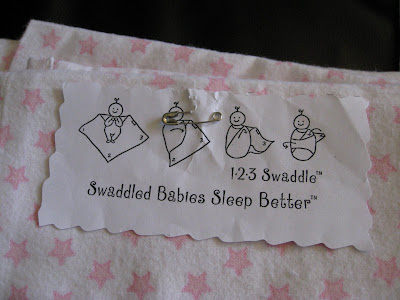 1·2·3 Swaddle™
Swaddled Babies Sleep Better™